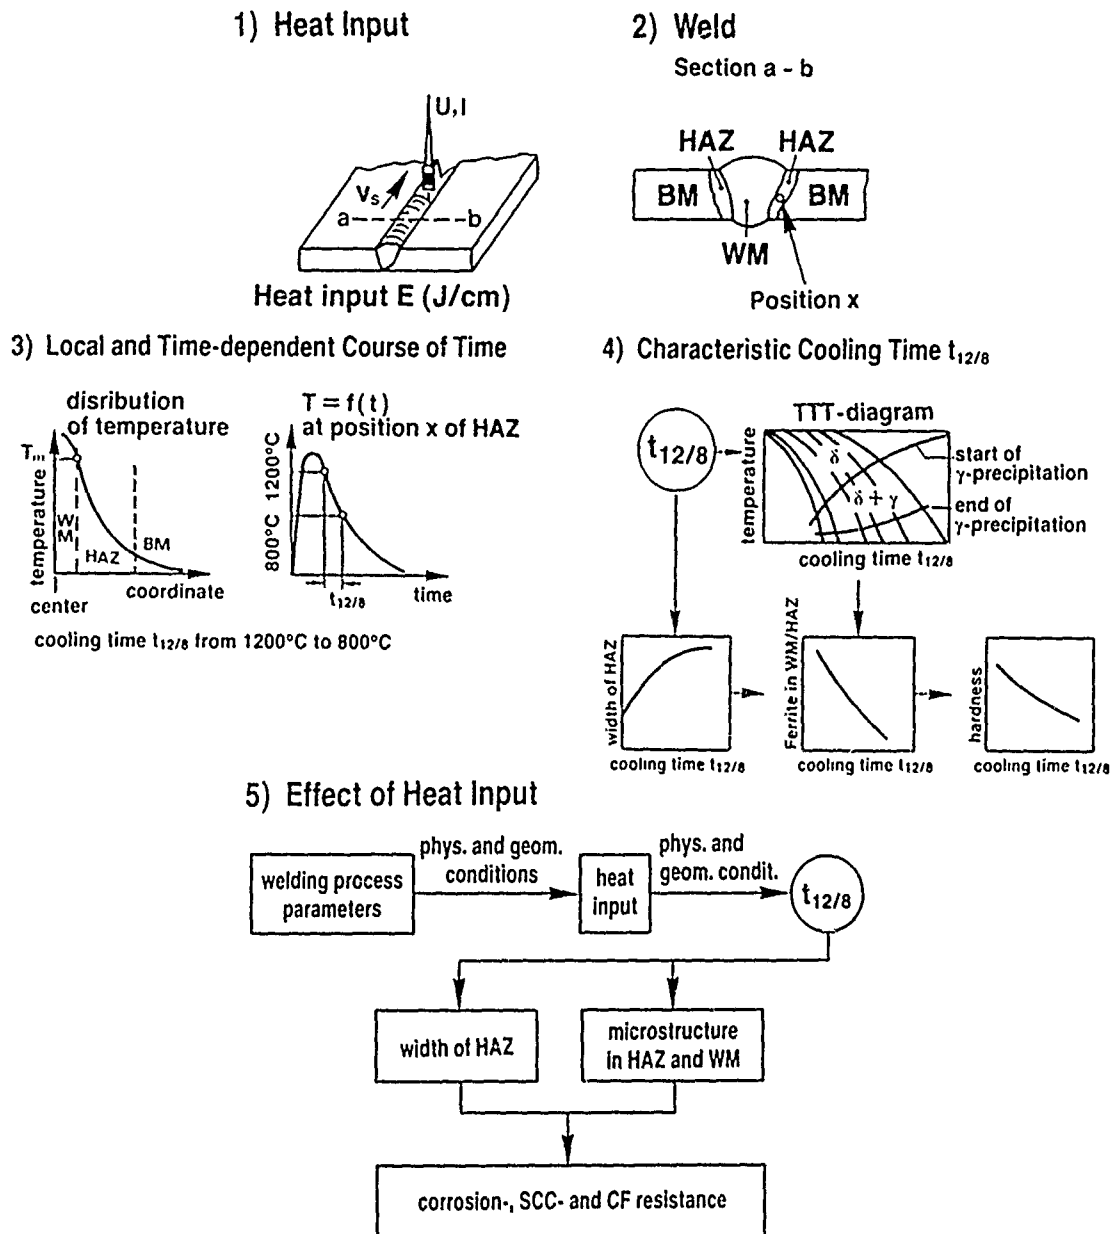 1) Heat Input
U,I
Vs
a
b
Heat input E (J/cm)
2) Weld
Section a - b
HAZ
HAZ
BM
BM
WM
Position x
3) Local and Time-dependent Course of Time
disribution
of temperature
Tm
temperature
WM
HAZ
BM
center
coordinate
T = f(t)
at position x of HAZ
800°C 1200°C
t12/8
time
cooling time t12/8 from 1200°C to 800°C
4) Characteristic Cooling Time t12/8
t12/8
TTT-diagram
temperature
δ
δ + γ
start of
γ-precipitation
end of
γ-precipitation
cooling time t12/8
width of HAZ
cooling time t12/8
Ferrite in WM/HAZ
cooling time t12/8
hardness
cooling time t12/8
5) Effect of Heat Input
welding process
parameters
phys. and geom.
conditions
heat
input
phys. and
geom. condit.
t12/8
width of HAZ
microstructure
in HAZ and WM
corrosion-, SCC- and CF resistance